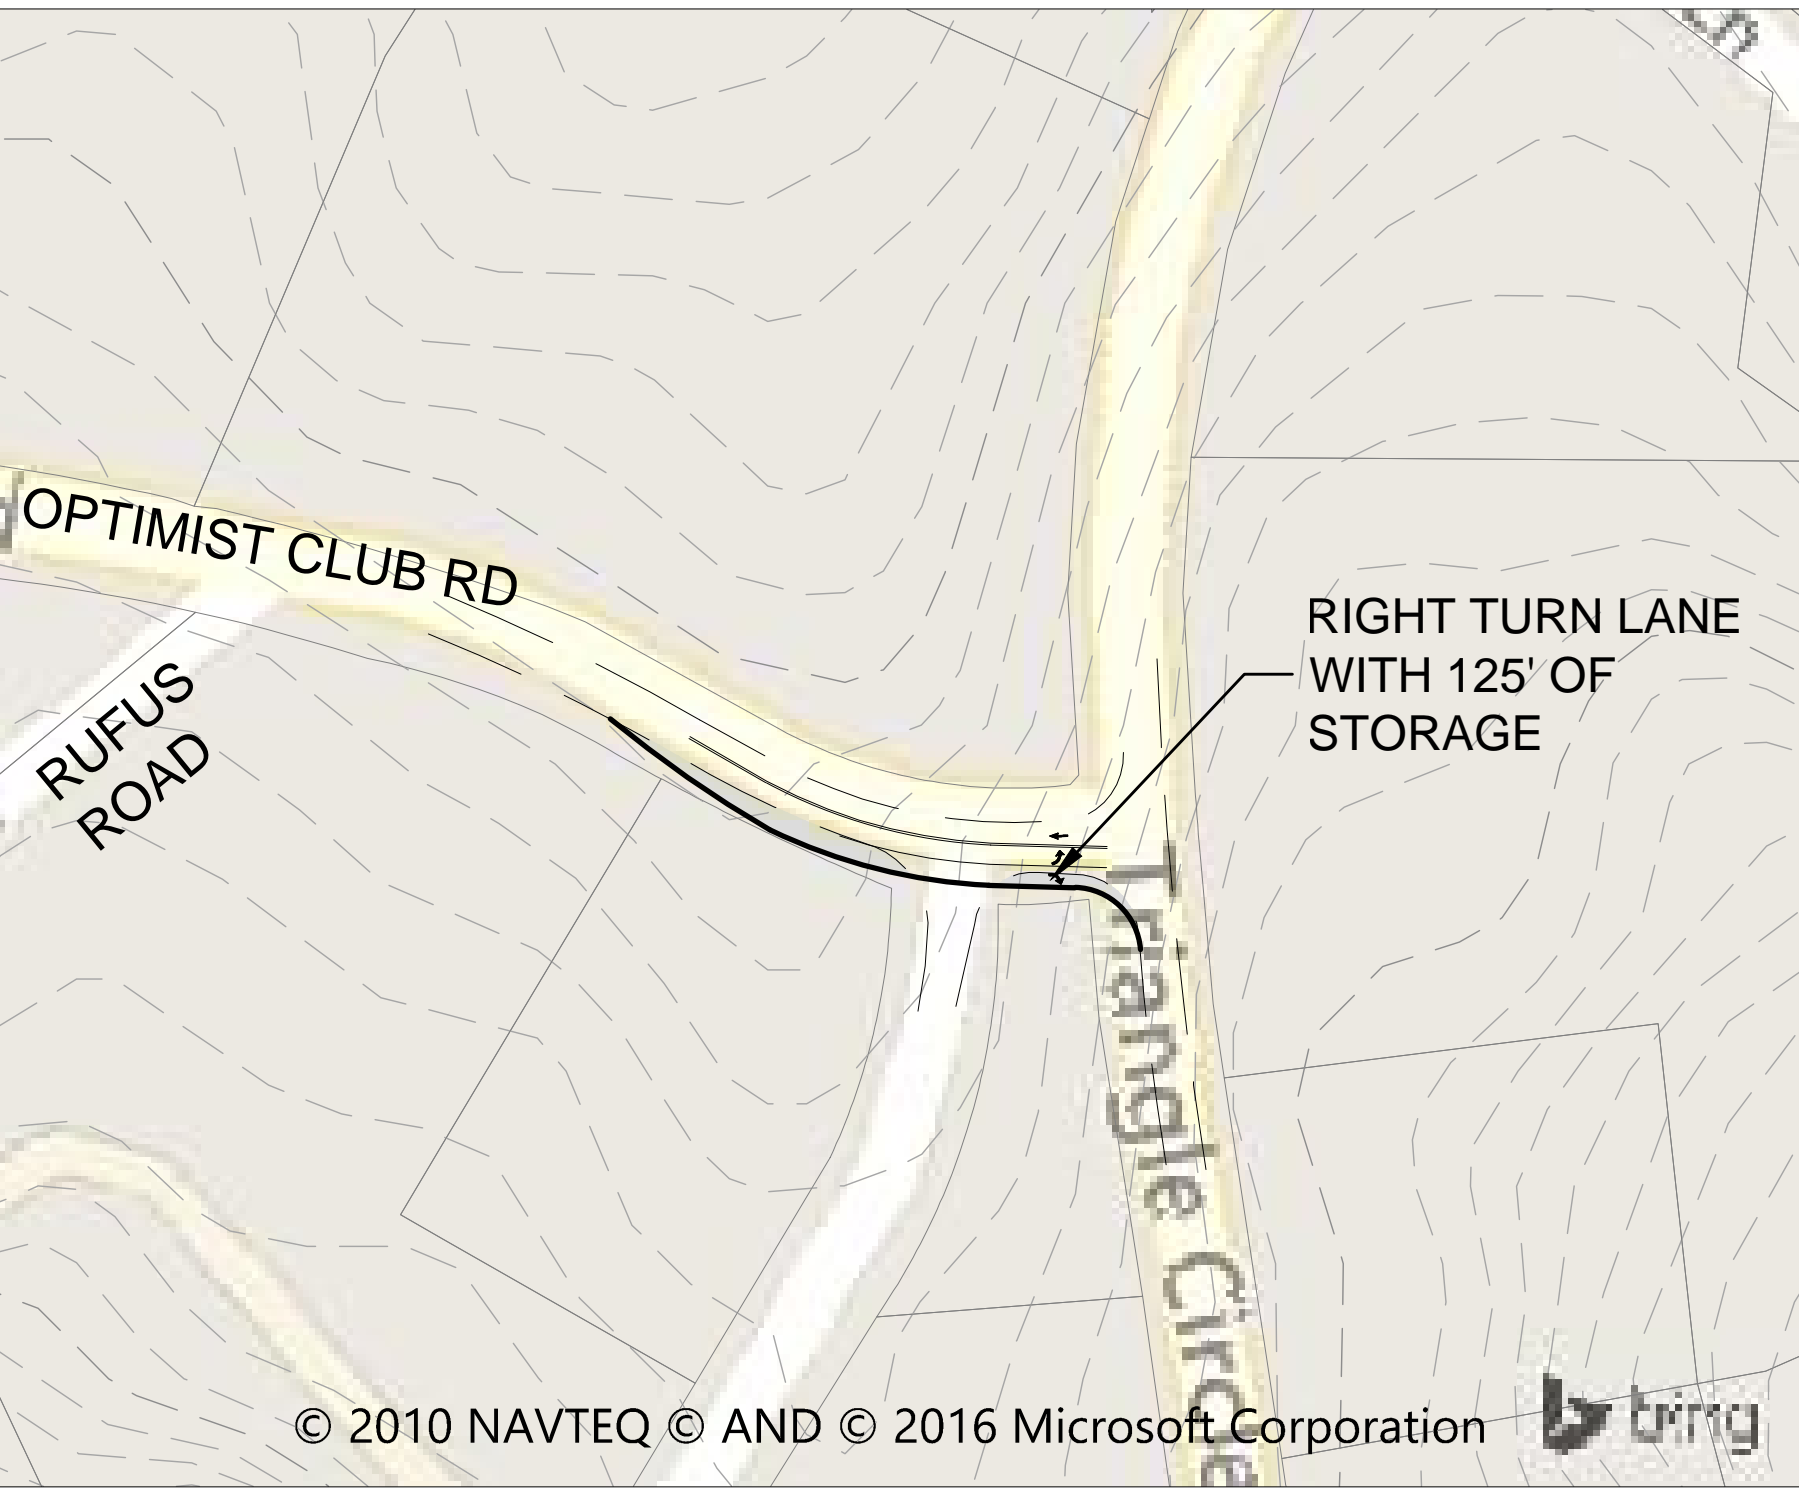 OPTIMIST CLUB RD
RUFUS
ROAD
RIGHT TURN LANE
WITH 125' OF
STORAGE
Triangle Circle
© 2010 NAVTEQ © AND © 2016 Microsoft Corporation
bing